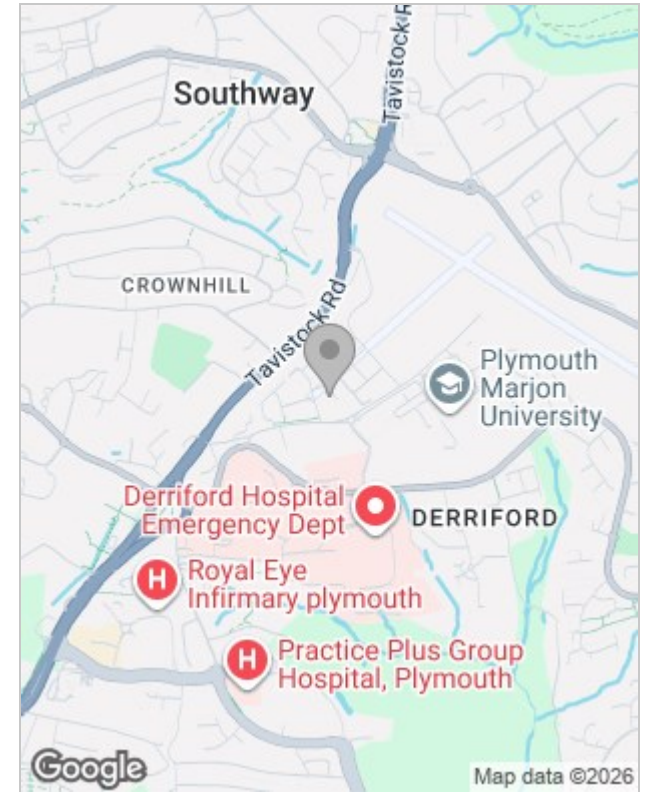 Tavistock R
Southway
CROWNHILL
Tavistock Rd
Plymouth
Marjon
University
Derriford Hospital
Emergency Dept
DERRIFORD
H
Royal Eye
Infirmary plymouth
H
Practice Plus Group
Hospital, Plymouth
Google
Map data ©2026